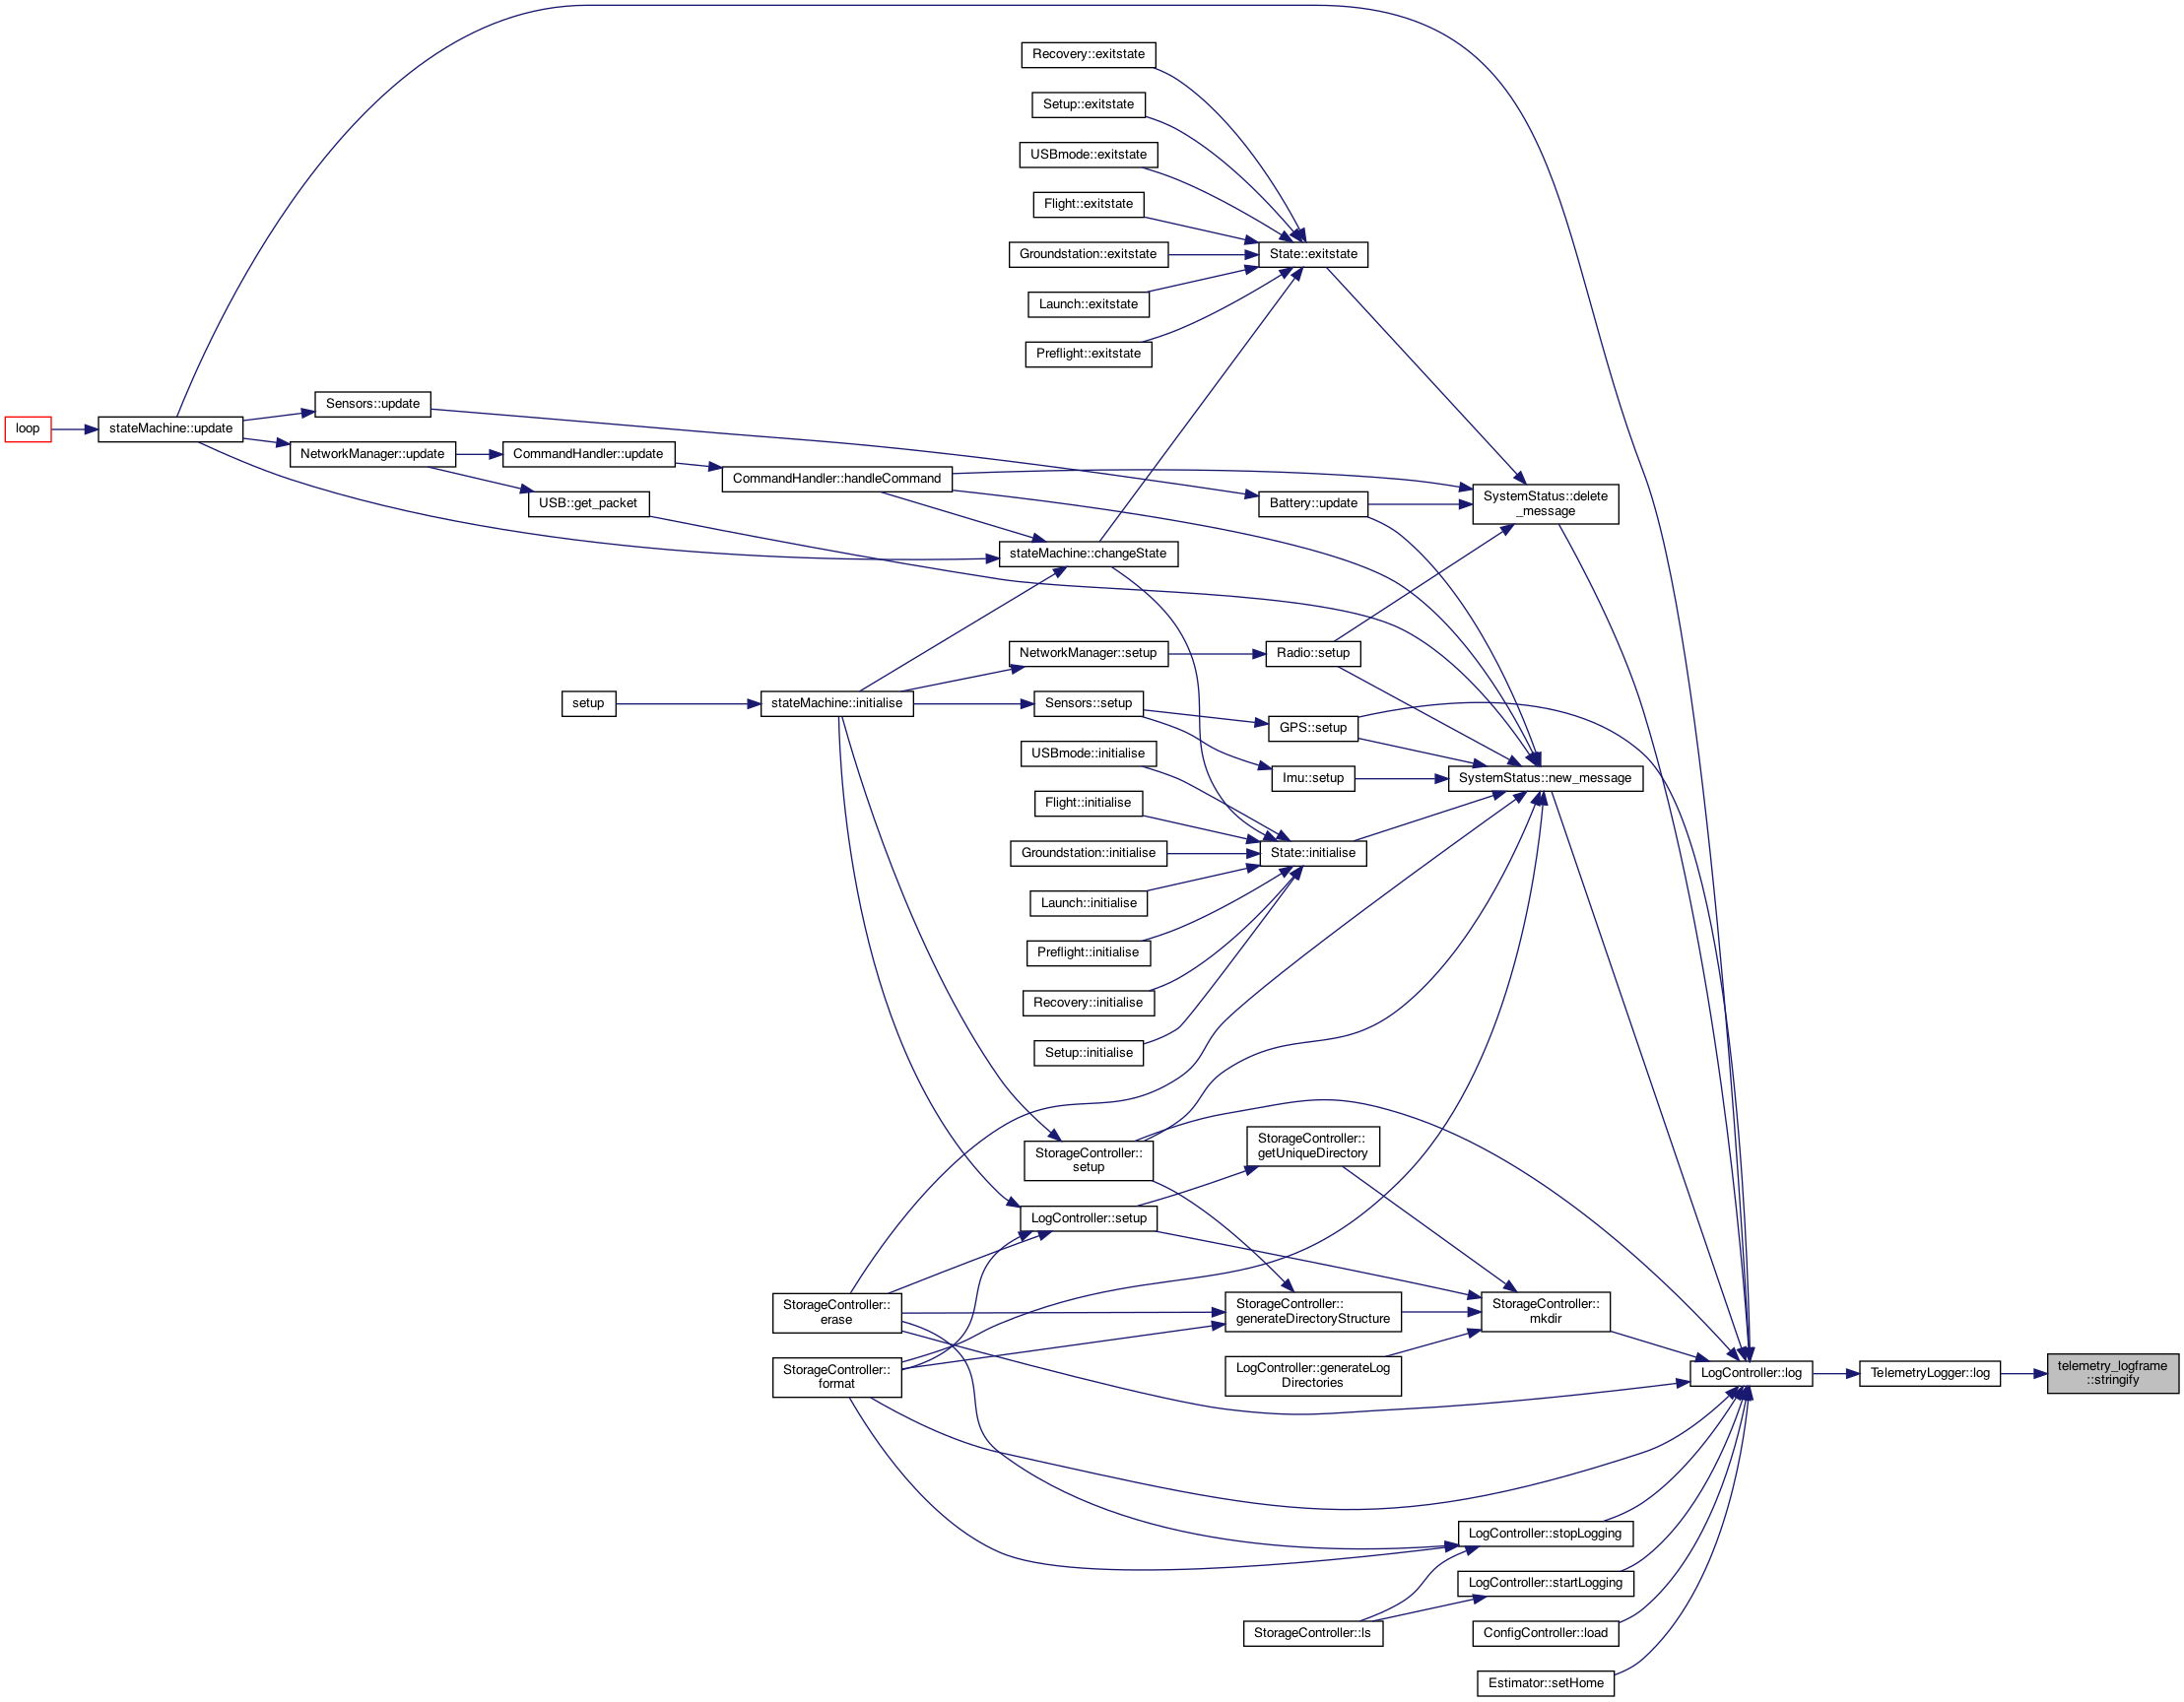 Recovery::exitstate
Setup::exitstate
USBmode::exitstate
Flight::exitstate
Groundstation::exitstate
State::exitstate
Launch::exitstate
Preflight::exitstate
Sensors::update
loop
stateMachine::update
NetworkManager::update
CommandHandler::update
CommandHandler::handleCommand
USB::get_packet
Battery::update
SystemStatus::delete
_message
stateMachine::changeState
NetworkManager::setup
Radio::setup
setup
stateMachine::initialise
Sensors::setup
GPS::setup
USBmode::initialise
Imu::setup
SystemStatus::new_message
Flight::initialise
Groundstation::initialise
State::initialise
Launch::initialise
Preflight::initialise
Recovery::initialise
Setup::initialise
StorageController::
setup
StorageController::
getUniqueDirectory
LogController::setup
StorageController::
erase
StorageController::
generateDirectoryStructure
StorageController::
mkdir
StorageController::
format
LogController::generateLog
Directories
LogController::log
TelemetryLogger::log
telemetry_logframe
::stringify
LogController::stopLogging
LogController::startLogging
StorageController::ls
ConfigController::load
Estimator::setHome